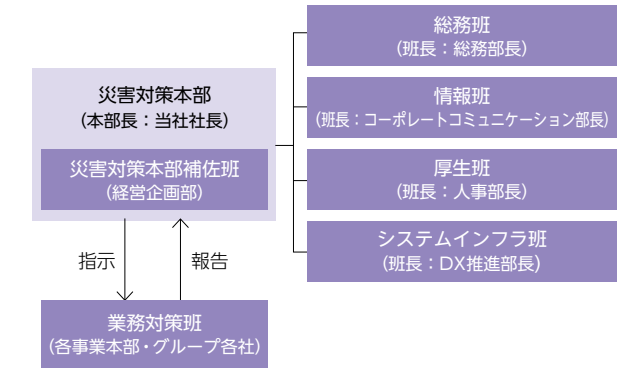 災害対策本部
(本部長：当社社長)
災害対策本部補佐班
(経営企画部)
指示
報告
業務対策班
(各事業本部・グループ各社)
総務班
(班長：総務部長)
情報班
(班長：コーポレートコミュニケーション部長)
厚生班
(班長：人事部長)
システムインフラ班
(班長：DX推進部長)